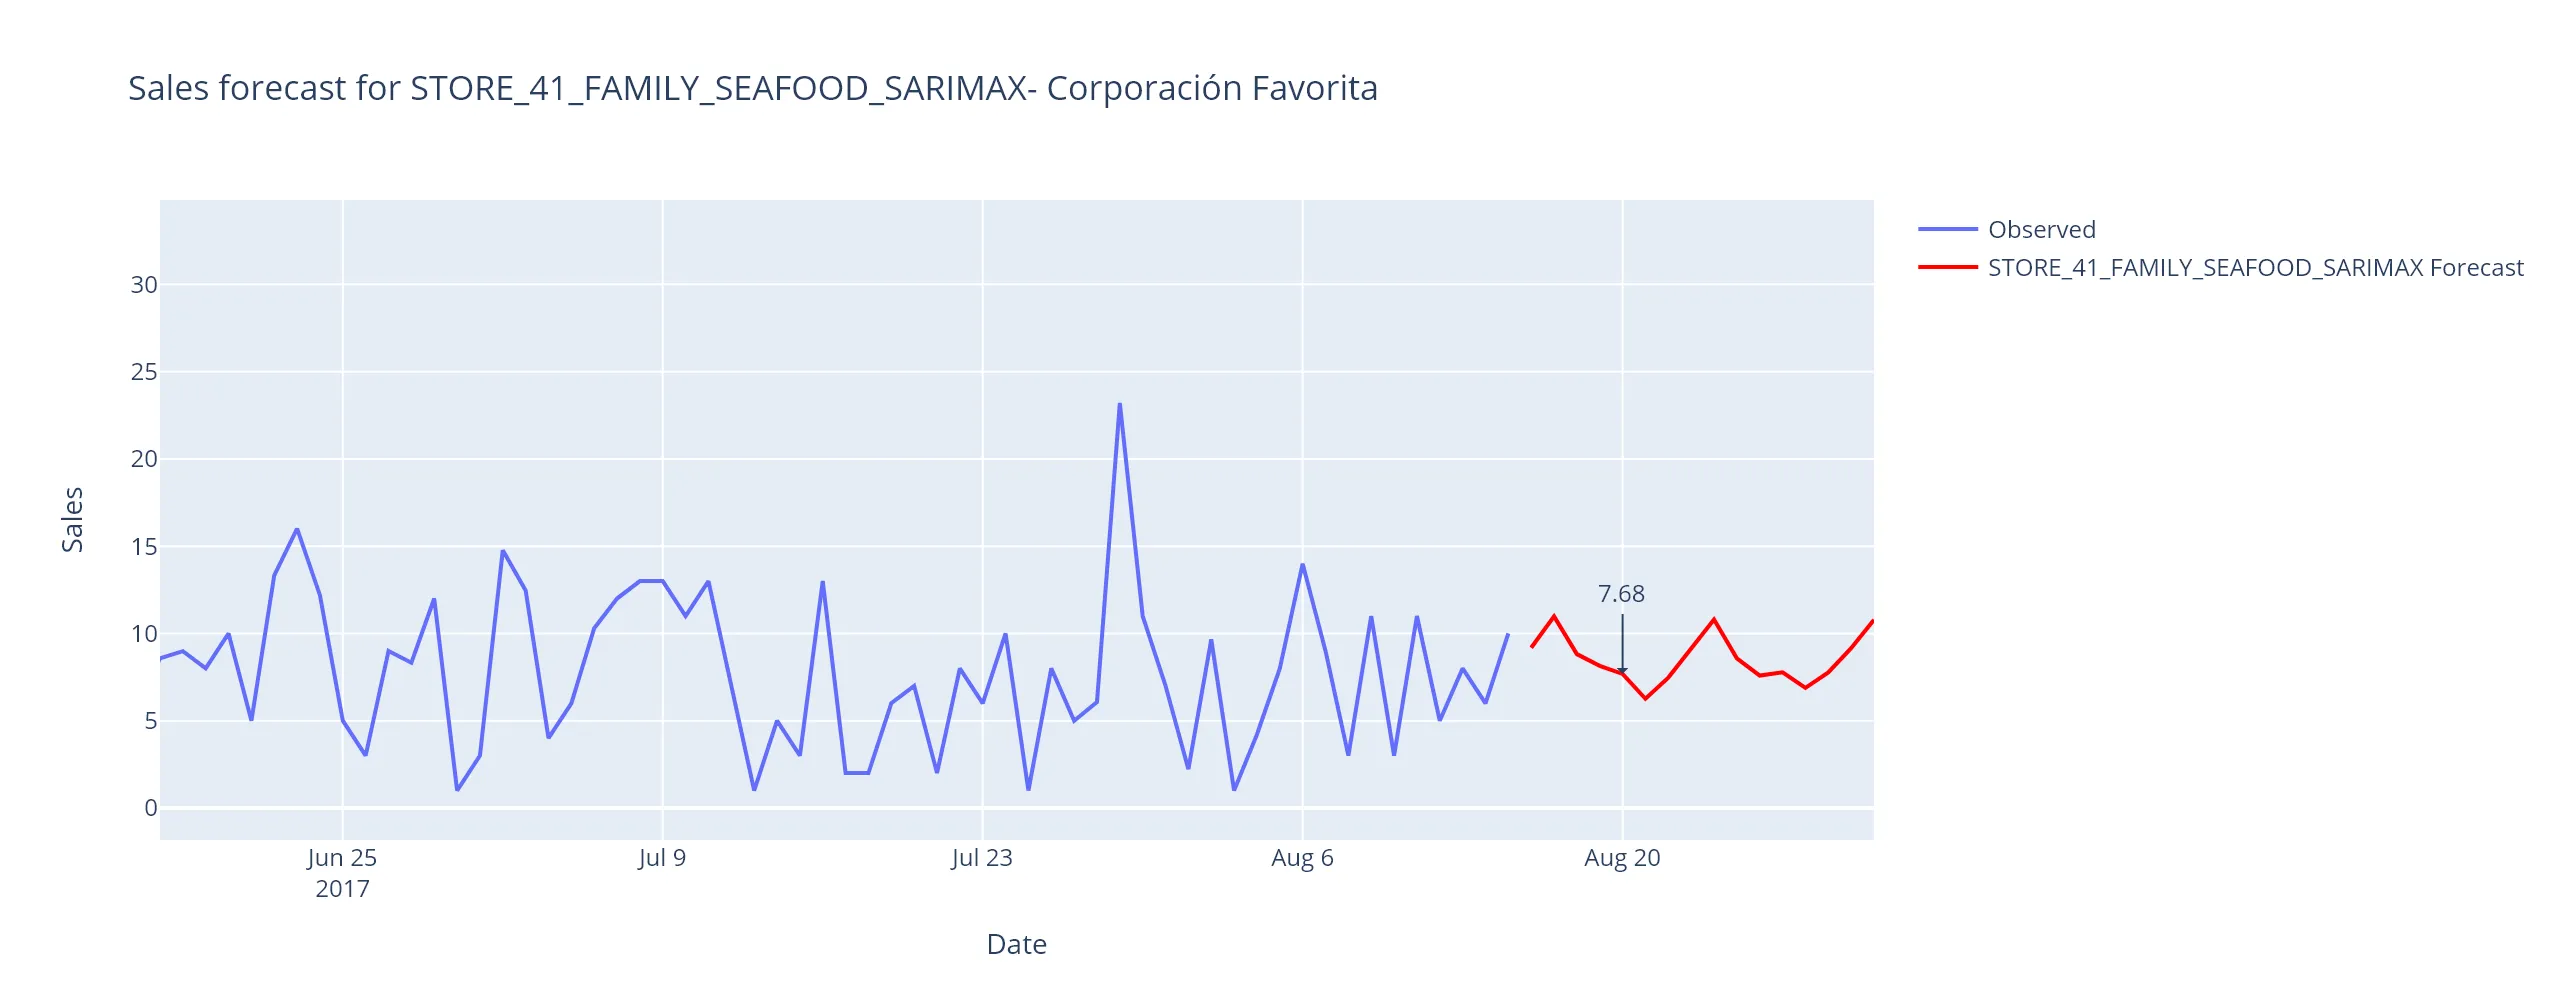 Sales forecast for STORE_41_FAMILY_SEAFOOD_SARIMAX- Corporación Favorita
Observed
STORE_41_FAMILY_SEAFOOD_SARIMAX Forecast
30
25
20
15
10
5
0
Sales
7.68
Jun 25
2017
Jul 9
Jul 23
Aug 6
Aug 20
Date